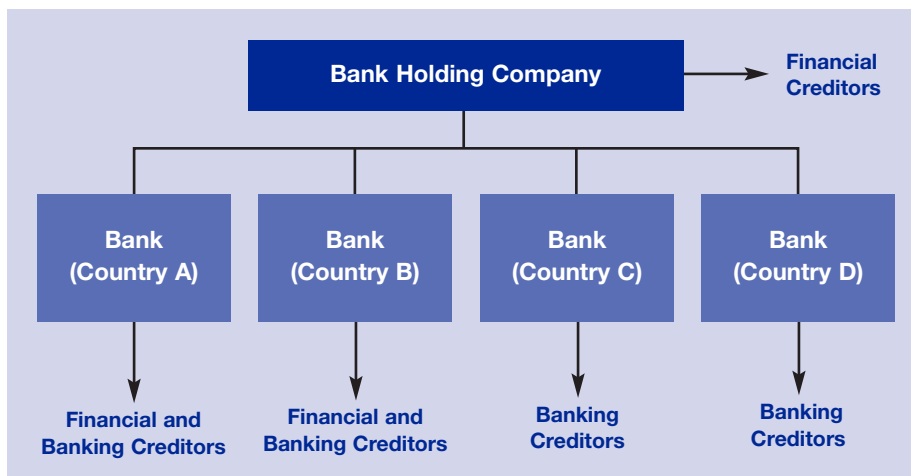 Bank Holding Company
Financial
Creditors
Bank
(Country A)
Bank
(Country B)
Bank
(Country C)
Bank
(Country D)
Financial and
Banking Creditors
Financial and
Banking Creditors
Banking
Creditors
Banking
Creditors